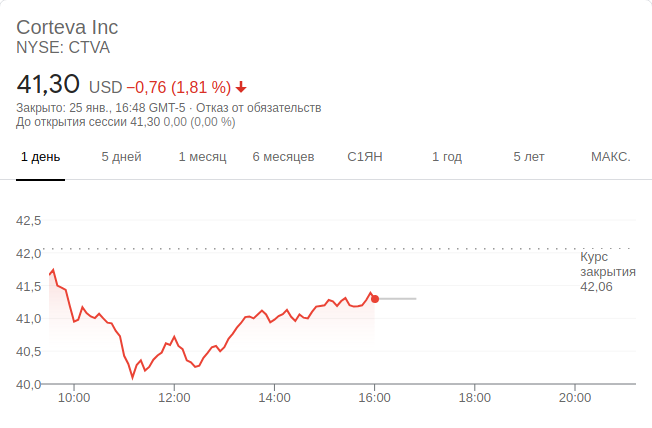 Corteva Inc
NYSE: CTVA
41,30 USD −0,76 (1,81 %)
Закрыто: 25 янв., 16:48 GMT-5 · Отказ от обязательств
До открытия сессии 41,30 0,00 (0,00 %)
1 день 5 дней 1 месяц 6 месяцев С1ЯН 1 год 5 лет МАКС.
42,5
42,0
41,5
41,0
40,5
40,0
Курс
закрытия
42,06
10:00 12:00 14:00 16:00 18:00 20:00